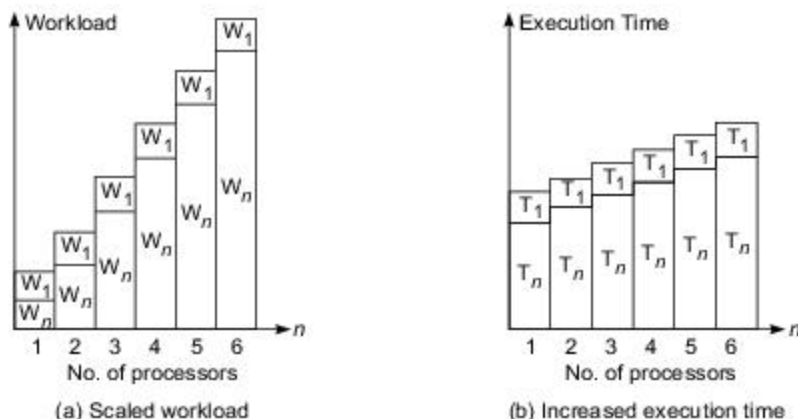 Workload
W1
W1
W1
W1
W1
W1
Wn
Wn
Wn
Wn
Wn
Wn
n
1 2 3 4 5 6
No. of processors
(a) Scaled workload
Execution Time
T1
T1
T1
T1
T1
T1
Tn
Tn
Tn
Tn
Tn
Tn
n
1 2 3 4 5 6
No. of processors
(b) Increased execution time